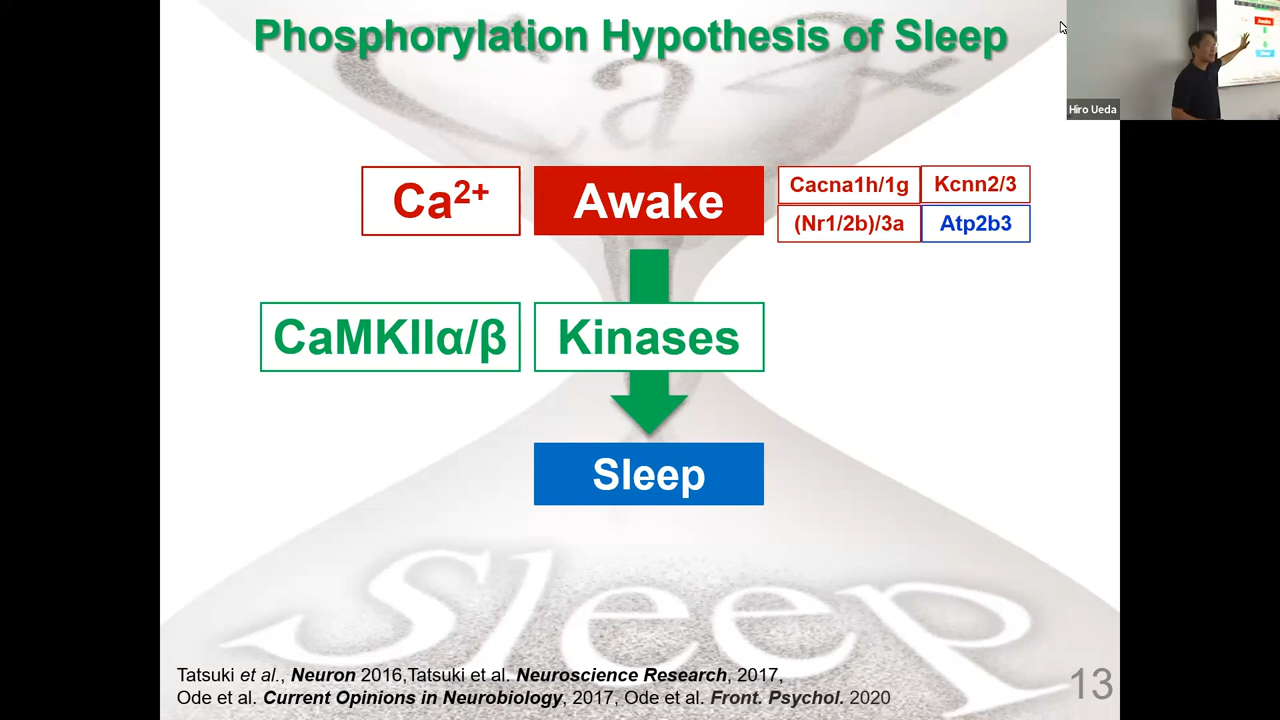 Phosphorylation Hypothesis of Sleep
Ca2+
Hiro Ueda
Ca²⁺
Awake
Cacna1h/1g
Kcnn2/3
(Nr1/2b)/3a
Atp2b3
CaMKIIα/β
Kinases
Sleep
Sleep
Tatsuki et al., Neuron 2016,Tatsuki et al. Neuroscience Research, 2017,
Ode et al. Current Opinions in Neurobiology, 2017, Ode et al. Front. Psychol. 2020
13